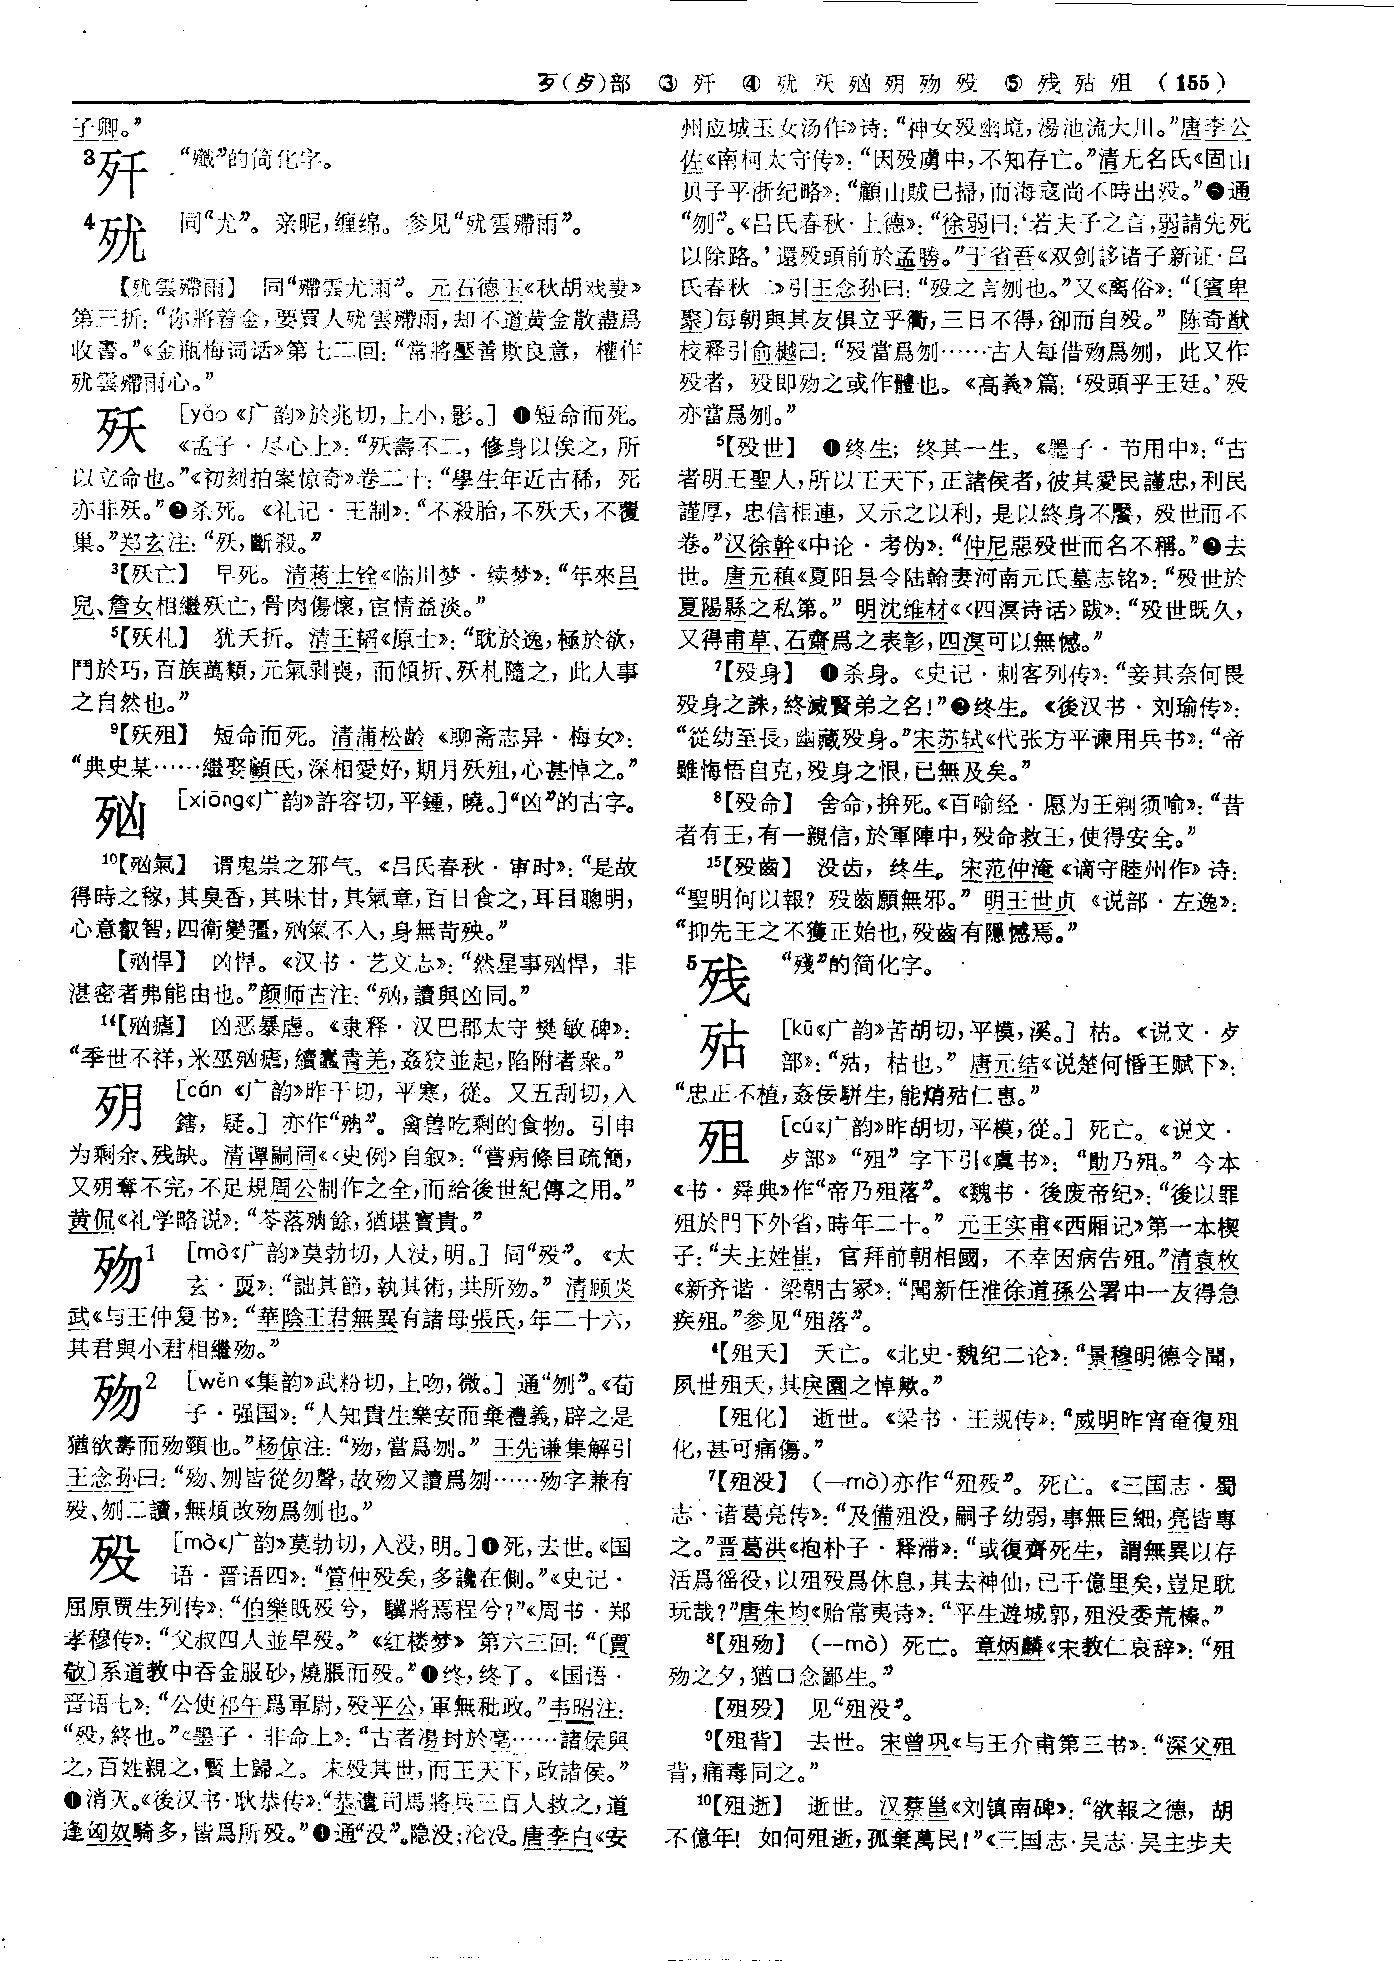 歹(歺)部 ③歼 ④㱡殀㱙𣦼歾殁 ⑤残㱠殂 (155)
子卿。”
3歼 “殲”的简化字。
4㱡 同“尤”。亲昵,缠绵。参见“㱡雲殢雨”。
【㱡雲殢雨】 同“殢雲尤雨”。元石德玉《秋胡戏妻》
第三折:“你將着金,要買人㱡雲殢雨,却不道黄金散盡爲
收書。”《金瓶梅词话》第七二回:“常將壓善欺良意,權作
㱡雲殢雨心。”
殀 [yǎo《广韵》於兆切,上小,影。] ❶短命而死。
《孟子·尽心上》:“殀壽不二,修身以俟之,所
以立命也。”《初刻拍案惊奇》卷二十:“學生年近古稀,死
亦非殀。”❷杀死。《礼记·王制》:“不殺胎,不殀夭,不覆
巢。”郑玄注:“殀,斷殺。”
3【殀亡】 早死。清蒋士铨《临川梦·续梦》:“年來吕
兒、詹女相繼殀亡,骨肉傷懷,宦情益淡。”
5【殀札】 犹夭折。清王韬《原士》:“耽於逸,極於欲,
鬥於巧,百族萬類,元氣剥喪,而傾折、殀札隨之,此人事
之自然也。”
9【殀殂】 短命而死。清蒲松龄《聊斋志异·梅女》:
“典史某……繼娶顧氏,深相愛好,期月殀殂,心甚悼之。”
㱙 [xiōng《广韵》許容切,平鍾,曉。]“凶”的古字。
10【㱙氣】 谓鬼祟之邪气。《吕氏春秋·审时》:“是故
得時之稼,其臭香,其味甘,其氣章,百日食之,耳目聰明,
心意叡智,四衛變彊,㱙氣不入,身無苛殃。”
【㱙悍】 凶悍。《汉书·艺文志》:“然星事㱙悍,非
湛密者弗能由也。”颜师古注:“㱙,讀與凶同。”
14【㱙瘧】 凶恶暴虐。《隶释·汉巴郡太守樊敏碑》:
“季世不祥,米巫㱙瘧,續蠢青羌,姦狡並起,陷附者衆。”
𣦼 [cán《广韵》昨干切,平寒,從。又五刮切,入
鎋,疑。] 亦作“㱚”。禽兽吃剩的食物。引申
为剩余、残缺。清谭嗣同《〈史例〉自叙》:“嘗病條目疏簡,
又𣦼奪不完,不足規周公制作之全,而給後世紀傳之用。”
黄侃《礼学略说》:“苓落㱚餘,猶堪寶貴。”
歾1 [mò《广韵》莫勃切,入没,明。] 同“殁”。《太
玄·耎》:“詘其節,執其術,共所歾。”清顾炎
武《与王仲复书》:“華陰王君無異有諸母張氏,年二十六,
其君與小君相繼歾。”
歾2 [wěn《集韵》武粉切,上吻,微。] 通“刎”。《荀
子·强国》:“人知貴生樂安而棄禮義,辟之是
猶欲壽而歾頸也。”杨倞注:“歾,當爲刎。”王先谦集解引
王念孙曰:“歾、刎皆從勿聲,故歾又讀爲刎……歾字兼有
殁、刎二讀,無煩改歾爲刎也。”
殁 [mò《广韵》莫勃切,入没,明。]❶死,去世。《国
语·晋语四》:“管仲殁矣,多讒在側。”《史记·
屈原贾生列传》:“伯樂既殁兮,驥將焉程兮?”《周书·郑
孝穆传》:“父叔四人並早殁。”《红楼梦》第六三回:“〔賈
敬〕系道教中吞金服砂,燒脹而殁。”❶终,终了。《国语·
晋语七》:“公使祁午爲軍尉,殁平公,軍無秕政。”韦昭注:
“殁,終也。”《墨子·非命上》:“古者湯封於亳……諸侯與
之,百姓親之,賢士歸之。未殁其世,而王天下,政諸侯。”
❶消灭。《後汉书·耿恭传》:“恭遣司馬將兵三百人救之,道
逢匈奴騎多,皆爲所殁。”❶通“没”。隐没;沦没。唐李白《安
州应城玉女汤作》诗:“神女殁幽境,湯池流大川。”唐李公
佐《南柯太守传》:“因殁虜中,不知存亡。”清无名氏《固山
贝子平浙纪略》:“顧山賊已掃,而海寇尚不時出殁。”❺通
“刎”。《吕氏春秋·上德》:“徐弱曰:‘若夫子之言,弱請先死
以除路。’還殁頭前於孟勝。”于省吾《双剑誃诸子新证·吕
氏春秋二》引王念孙曰:“殁之言刎也。”又《离俗》:“〔賓卑
聚〕每朝與其友俱立乎衢,三日不得,卻而自殁。”陈奇猷
校释引俞樾曰:“殁當爲刎……古人每借歾爲刎,此又作
殁者,殁即歾之或作體也。《高義》篇:‘殁頭乎王廷。’殁
亦當爲刎。”
5【殁世】 ❶终生;终其一生。《墨子·节用中》:“古
者明王聖人,所以王天下,正諸侯者,彼其愛民謹忠,利民
謹厚,忠信相連,又示之以利,是以終身不饜,殁世而不
卷。”汉徐幹《中论·考伪》:“仲尼惡殁世而名不稱。”❷去
世。唐元稹《夏阳县令陆翰妻河南元氏墓志铭》:“殁世於
夏陽縣之私第。”明沈维材《〈四溟诗话〉跋》:“殁世既久,
又得甫草、石齋爲之表彰,四溟可以無憾。”
7【殁身】 ❶杀身。《史记·刺客列传》:“妾其奈何畏
殁身之誅,終滅賢弟之名!”❷终生。《後汉书·刘瑜传》:
“從幼至長,幽藏殁身。”宋苏轼《代张方平谏用兵书》:“帝
雖悔悟自克,殁身之恨,已無及矣。”
8【殁命】 舍命,拚死。《百喻经·愿为王剃须喻》:“昔
者有王,有一親信,於軍陣中,殁命救王,使得安全。”
15【殁齒】 没齿,终生。宋范仲淹《谪守睦州作》诗:
“聖明何以報?殁齒願無邪。”明王世贞《说部·左逸》:
“抑先王之不獲正始也,殁齒有隱憾焉。”
5残 “殘”的简化字。
㱠 [kū《广韵》苦胡切,平模,溪。] 枯。《说文·歺
部》:“㱠,枯也。”唐元结《说楚何惛王赋下》:
“忠正不植,姦佞駢生,能㷅㱠仁惠。”
殂 [cú《广韵》昨胡切,平模,從。] 死亡。《说文·
歺部》“殂”字下引《虞书》:“勛乃殂。”今本
《书·舜典》作“帝乃殂落”。《魏书·後废帝纪》:“後以罪
殂於門下外省,時年二十。”元王实甫《西厢记》第一本楔
子:“夫主姓崔,官拜前朝相國,不幸因病告殂。”清袁枚
《新齐谐·梁朝古冢》:“聞新任淮徐道孫公署中一友得急
疾殂。”参见“殂落”。
4【殂夭】 夭亡。《北史·魏纪二论》:“景穆明德令聞,
夙世殂夭,其戾園之悼歟。”
【殂化】 逝世。《梁书·王规传》:“威明昨宵奄復殂
化,甚可痛傷。”
7【殂没】 (—mò)亦作“殂殁”。死亡。《三国志·蜀
志·诸葛亮传》:“及備殂没,嗣子幼弱,事無巨細,亮皆專
之。”晋葛洪《抱朴子·释滞》:“或復齊死生,謂無異以存
活爲徭役,以殂殁爲休息,其去神仙,已千億里矣,豈足耽
玩哉?”唐朱均《贻常夷诗》:“平生遊城郭,殂没委荒榛。”
8【殂歾】 (—mò) 死亡。章炳麟《宋教仁哀辞》:“殂
歾之夕,猶口念鄙生。”
【殂殁】 见“殂没”。
9【殂背】 去世。宋曾巩《与王介甫第三书》:“深父殂
背,痛毒同之。”
10【殂逝】 逝世。汉蔡邕《刘镇南碑》:“欲報之德,胡
不億年!如何殂逝,孤棄萬民!”《三国志·吴志·吴主步夫